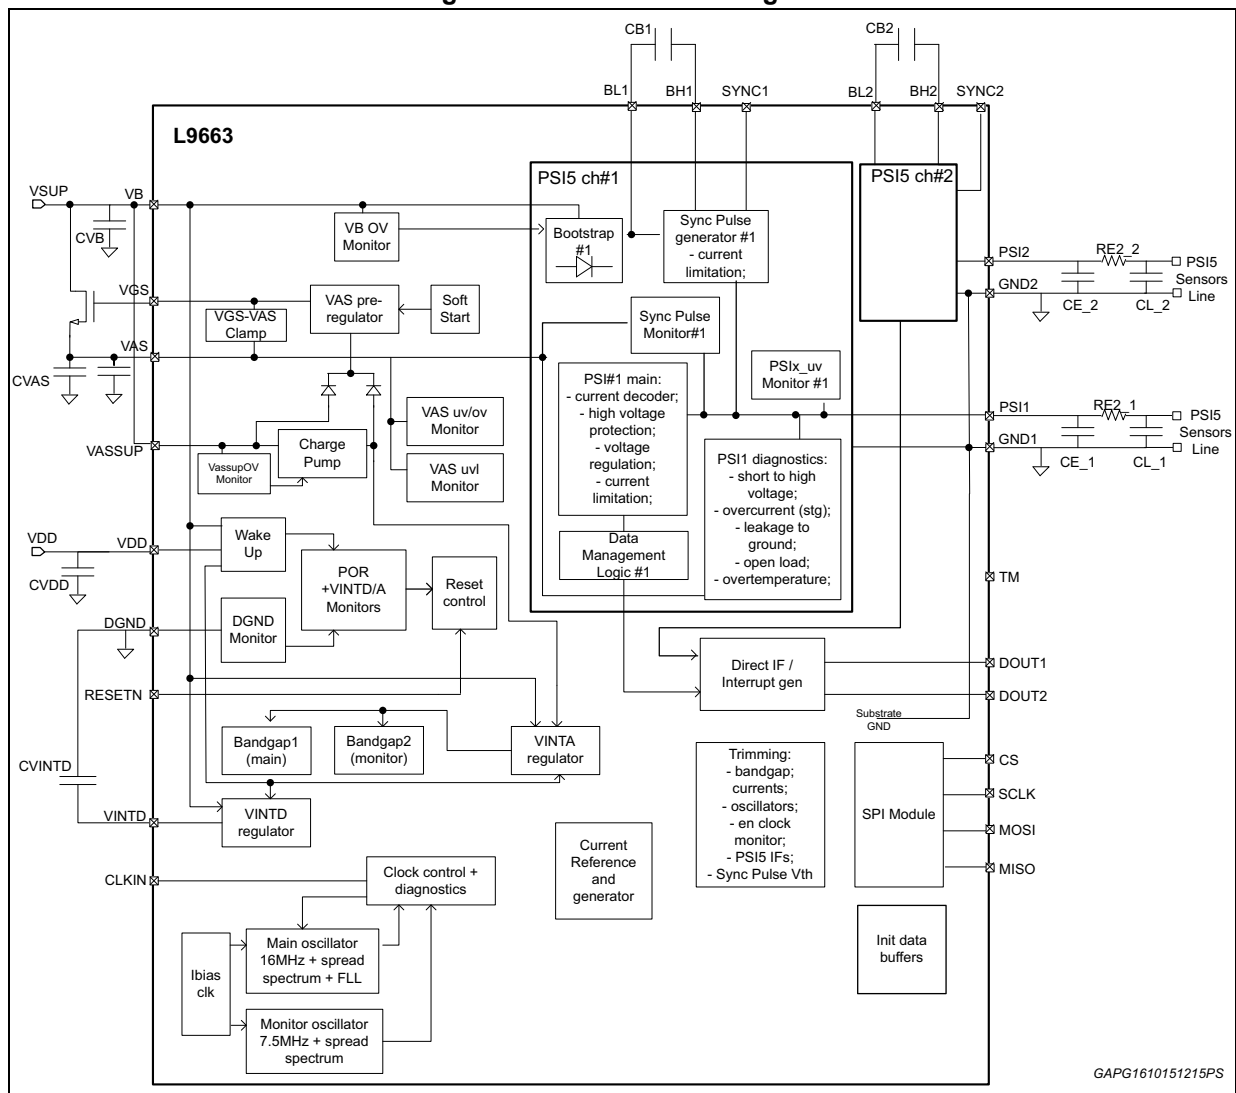 CB1
CB2
BL1
BH1
SYNC1
BL2
BH2
SYNC2
L9663
VSUP
VB
CVB
VB OV
Monitor
PSI5 ch#1
Bootstrap
#1
Sync Pulse
generator #1
- current
limitation;
PSI5 ch#2
PSI2
RE2_2
PSI5
Sensors
Line
GND2
CE_2
CL_2
VGS
VGS-VAS
Clamp
VAS pre-
regulator
Soft
Start
Sync Pulse
Monitor#1
VAS
CVAS
PSI#1 main:
- current decoder;
- high voltage
protection;
- voltage
regulation;
- current
limitation;
PSIx_uv
Monitor #1
VAS uv/ov
Monitor
PSI1
RE2_1
PSI5
Sensors
Line
GND1
CE_1
CL_1
VASSUP
VassupOV
Monitor
Charge
Pump
VAS uvl
Monitor
PSI1 diagnostics:
- short to high
voltage;
- overcurrent (stg)
- leakage to
ground;
- open load;
- overtemperature;
VDD
VDD
CVDD
Wake
Up
Data
Management
Logic #1
POR
+VINTD/A
Monitors
Reset
control
TM
DGND
DGND
Monitor
Direct IF /
Interrupt gen
DOUT1
DOUT2
RESETN
Substrate
GND
Bandgap1
(main)
Bandgap2
(monitor)
VINTA
regulator
Trimming:
- bandgap;
currents;
- oscillators;
- en clock
monitor;
- PSI5 IFs;
- Sync Pulse Vth
SPI Module
CS
SCLK
MOSI
MISO
CVINTD
VINTD
VINTD
regulator
Current
Reference
and
generator
CLKIN
Clock control +
diagnostics
Init data
buffers
Ibias
clk
Main oscillator
16MHz + spread
spectrum + FLL
Monitor oscillator
7.5MHz + spread
spectrum
GAPG1610151215PS